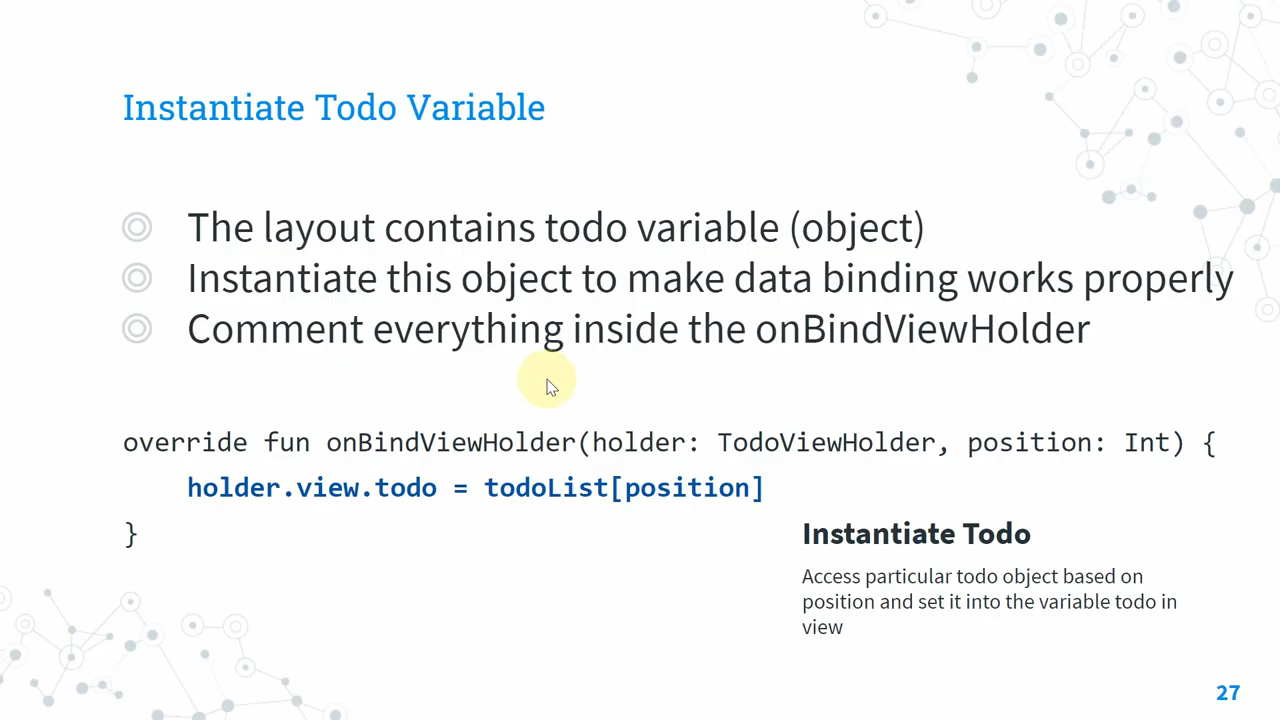 Instantiate Todo Variable
The layout contains todo variable (object)
Instantiate this object to make data binding works properly
Comment everything inside the onBindViewHolder
override fun onBindViewHolder(holder: TodoViewHolder, position: Int) {
holder.view.todo = todoList[position]
}
Instantiate Todo
Access particular todo object based on
position and set it into the variable todo in
view
27